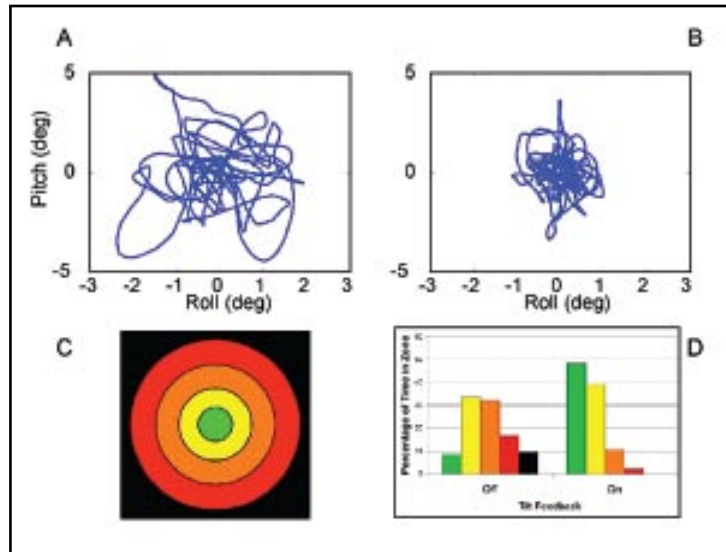 A
B
5
5
Pitch (deg)
0
0
-5
-5
-3 -2 -1 0 1 2 3
-3 -2 -1 0 1 2 3
Roll (deg)
Roll (deg)
C
D
Percentage of Time in Zone
Off
On
Tilt Feedback